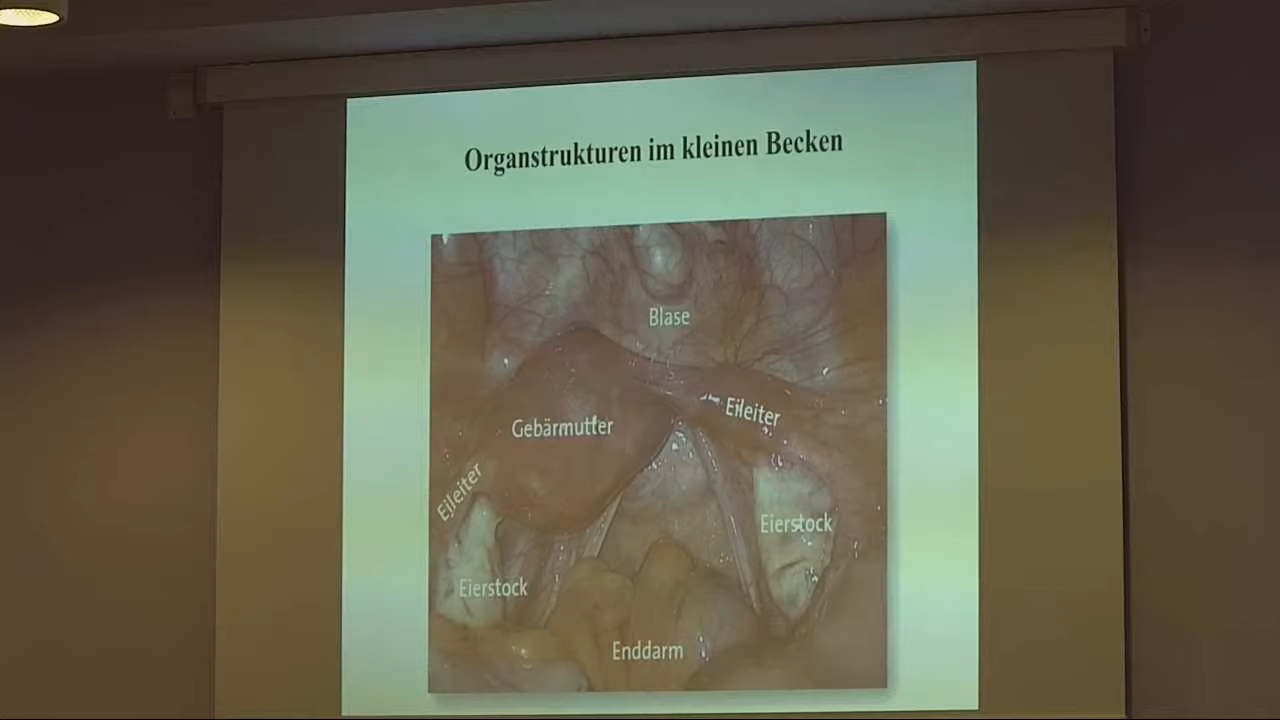 Organstrukturen im kleinen Becken
Blase
Eileiter
Gebärmutter
Eileiter
Eierstock
Eierstock
Enddarm